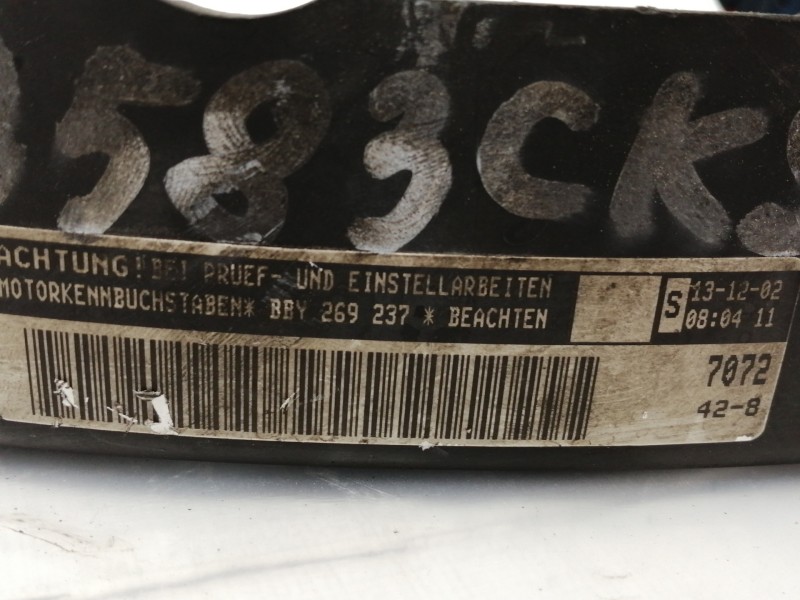 583CK
ACHTUNG! BEI PRUEF- UND EINSTELLARBEITEN
MOTORKENNBUCHSTABEN* BBY 269 237 * BEACHTEN
S 13-12-02
08:04 11
7072
42-8